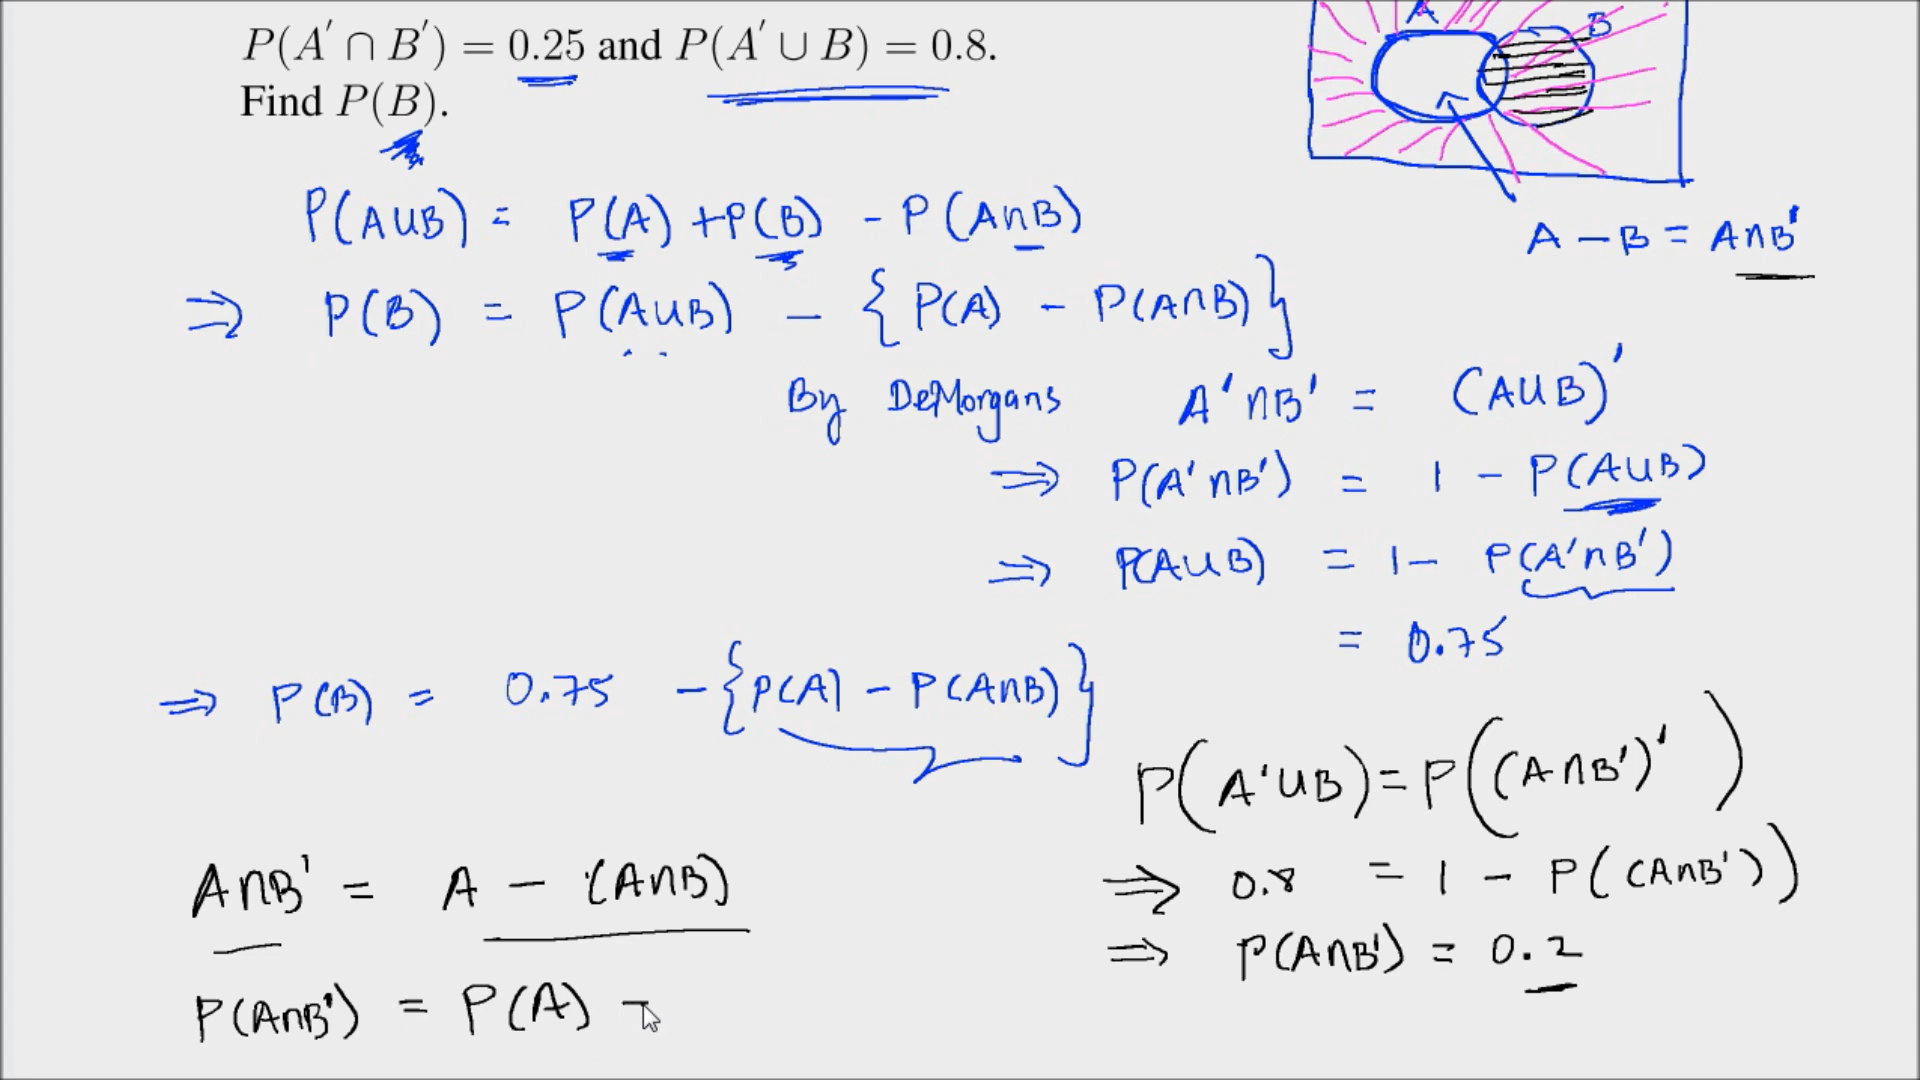 P(A′ ∩ B′) = 0.25 and P(A′ ∪ B) = 0.8.
Find P(B).
A
B
A - B = A∩B'
P(A∪B) = P(A) + P(B) - P(A∩B)
⇒ P(B) = P(A∪B) - {P(A) - P(A∩B)}
By DeMorgans A'∩B' = (A∪B)'
⇒ P(A'∩B') = 1 - P(A∪B)
⇒ P(A∪B) = 1 - P(A'∩B')
= 0.75
⇒ P(B) = 0.75 - {P(A) - P(A∩B)}
P(A'∪B) = P((A∩B')')
⇒ 0.8 = 1 - P((A∩B'))
⇒ P(A∩B') = 0.2
A∩B' = A - (A∩B)
P(A∩B') = P(A) -